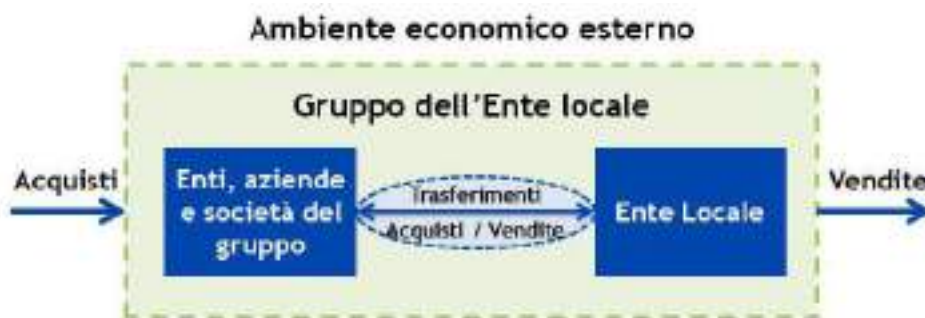 Ambiente economico esterno
Gruppo dell'Ente locale
Acquisti
Enti, aziende
e società del
gruppo
Trasferimenti
Acquisti / Vendite
Ente Locale
Vendite